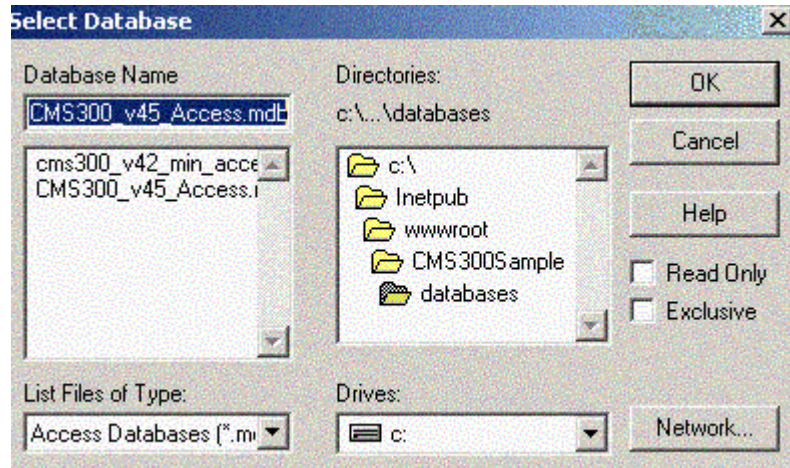 Select Database
Database Name
CMS300_v45_Access.mdb
cms300_v42_min_acce
CMS300_v45_Access.
List Files of Type:
Access Databases (*.m
Directories:
c:\...\databases
c:\
Inetpub
wwwroot
CMS300Sample
databases
Drives:
c:
OK
Cancel
Help
Read Only
Exclusive
Network...